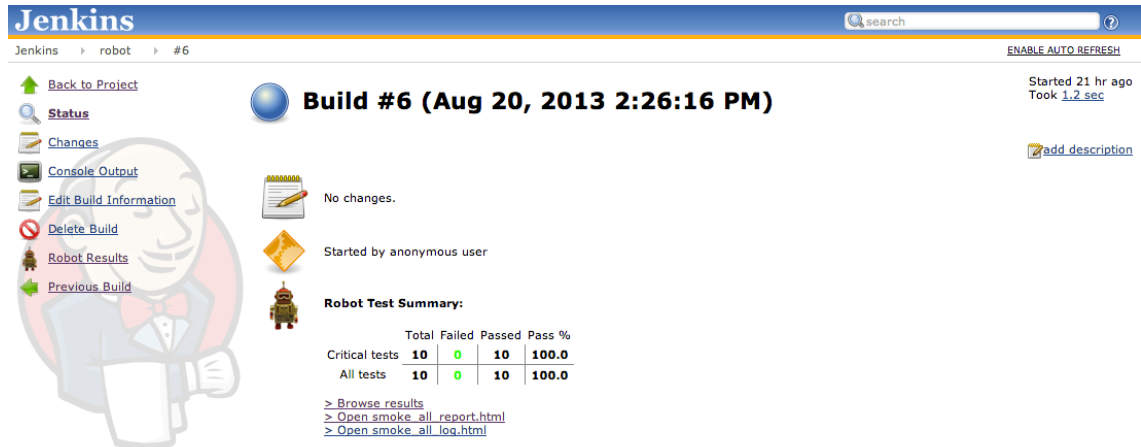 Jenkins
search
Jenkins robot #6
ENABLE AUTO REFRESH
Back to Project
Status
Changes
Console Output
Edit Build Information
Delete Build
Robot Results
Previous Build
Build #6 (Aug 20, 2013 2:26:16 PM)
Started 21 hr ago
Took 1.2 sec
add description
No changes.
Started by anonymous user
Robot Test Summary:
Total Failed Passed Pass %
Critical tests 10 0 10 100.0
All tests 10 0 10 100.0
> Browse results
> Open smoke_all_report.html
> Open smoke_all_log.html